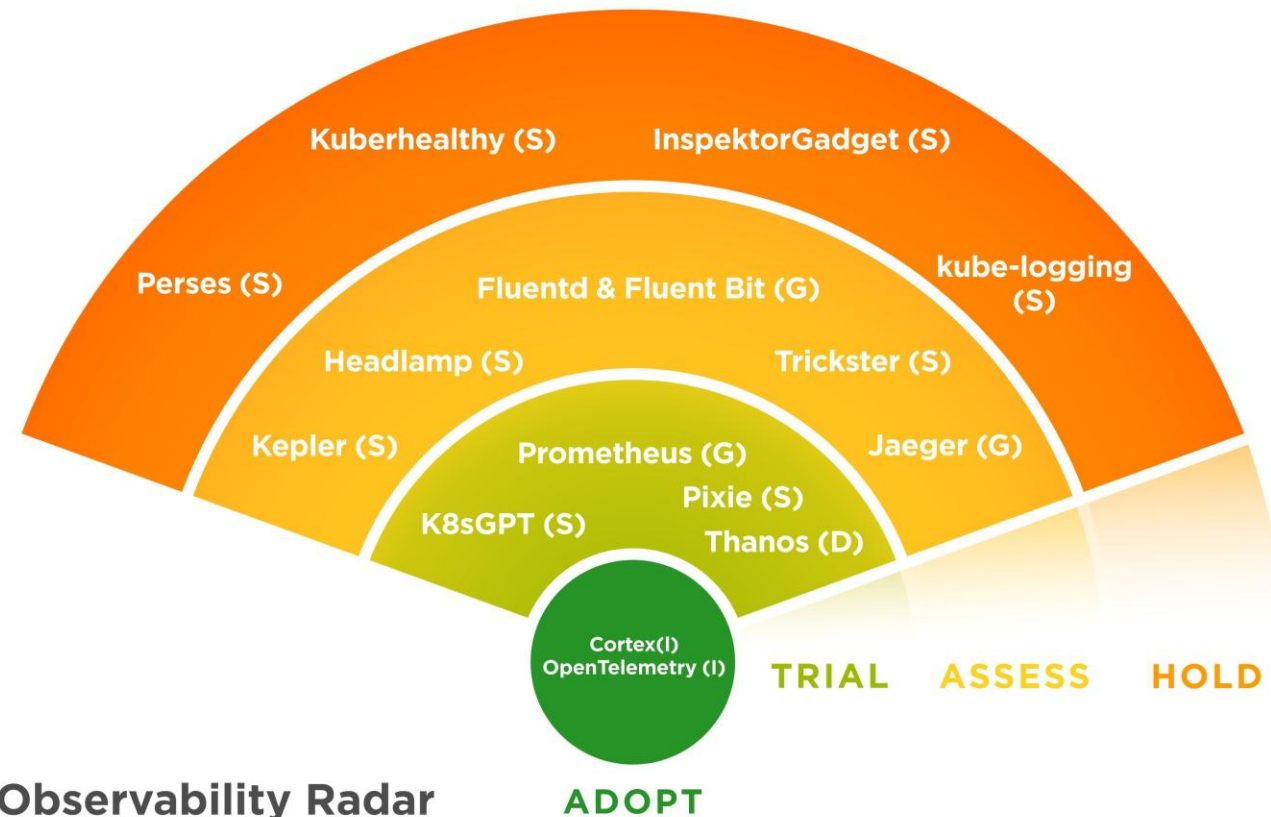 Kuberhealthy (S)
InspektorGadget (S)
Perses (S)
kube-logging
(S)
Fluentd & Fluent Bit (G)
Headlamp (S)
Trickster (S)
Kepler (S)
Jaeger (G)
Prometheus (G)
Pixie (S)
K8sGPT (S)
Thanos (D)
Cortex(I)
OpenTelemetry (I)
TRIAL
ASSESS
HOLD
Observability Radar
ADOPT